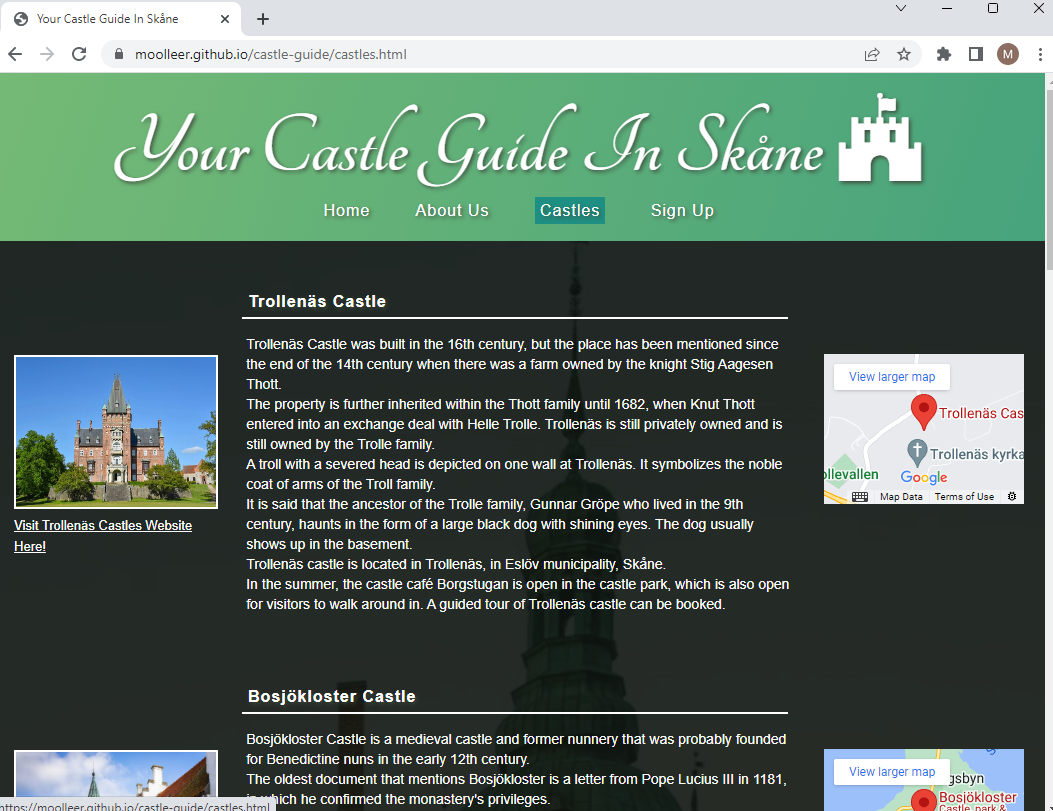 Your Castle Guide In Skåne
moolleer.github.io/castle-guide/castles.html
M
Your Castle Guide In Skåne
Home About Us Castles Sign Up
Trollenäs Castle
Trollenäs Castle was built in the 16th century, but the place has been mentioned since
the end of the 14th century when there was a farm owned by the knight Stig Aagesen
Thott.
The property is further inherited within the Thott family until 1682, when Knut Thott
entered into an exchange deal with Helle Trolle. Trollenäs is still privately owned and is
still owned by the Trolle family.
A troll with a severed head is depicted on one wall at Trollenäs. It symbolizes the noble
coat of arms of the Troll family.
It is said that the ancestor of the Trolle family, Gunnar Gröpe who lived in the 9th
century, haunts in the form of a large black dog with shining eyes. The dog usually
shows up in the basement.
Trollenäs castle is located in Trollenäs, in Eslöv municipality, Skåne.
In the summer, the castle café Borgstugan is open in the castle park, which is also open
for visitors to walk around in. A guided tour of Trollenäs castle can be booked.
Visit Trollenäs Castles Website
Here!
View larger map
Trollenäs Cas
Trollenäs kyrka
ollevallen
Google
Map Data Terms of Use
Bosjökloster Castle
Bosjökloster Castle is a medieval castle and former nunnery that was probably founded
for Benedictine nuns in the early 12th century.
The oldest document that mentions Bosjökloster is a letter from Pope Lucius III in 1181,
in which he confirmed the monastery's privileges.
View larger map
gsbyn
Bosjökloster
Castle, park &
https://moolleer.github.io/castle-guide/castles.html